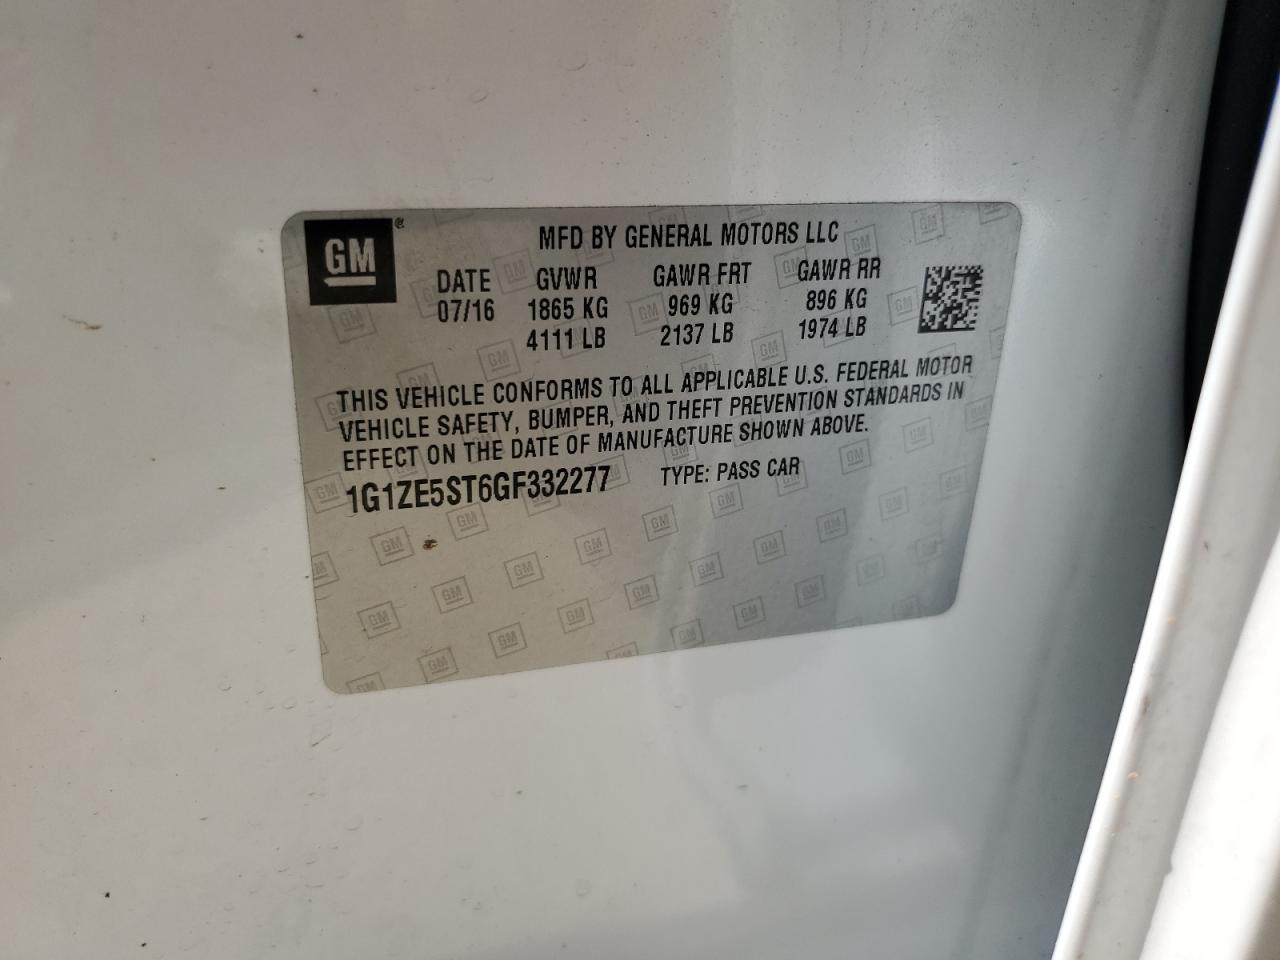 GM
MFD BY GENERAL MOTORS LLC
DATE GVWR GAWR FRT GAWR RR
07/16 1865 KG 969 KG 896 KG
4111 LB 2137 LB 1974 LB
THIS VEHICLE CONFORMS TO ALL APPLICABLE U.S. FEDERAL MOTOR
VEHICLE SAFETY, BUMPER, AND THEFT PREVENTION STANDARDS IN
EFFECT ON THE DATE OF MANUFACTURE SHOWN ABOVE.
1G1ZE5ST6GF332277 TYPE: PASS CAR